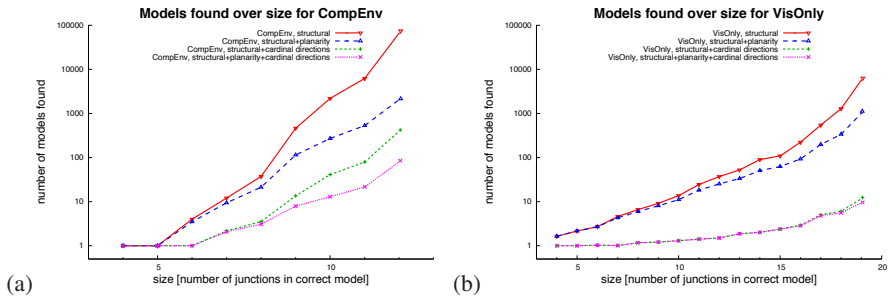 Models found over size for CompEnv
100000
10000
1000
100
10
1
number of models found
CompEnv, structural
CompEnv, structural+planarity
CompEnv, structural+cardinal directions
CompEnv, structural+planarity+cardinal directions
5
10
size [number of junctions in correct model]
(a)
Models found over size for VisOnly
100000
10000
1000
100
10
1
number of models found
VisOnly, structural
VisOnly, structural+planarity
VisOnly, structural+cardinal directions
VisOnly, structural+planarity+cardinal directions
5
10
15
20
size [number of junctions in correct model]
(b)